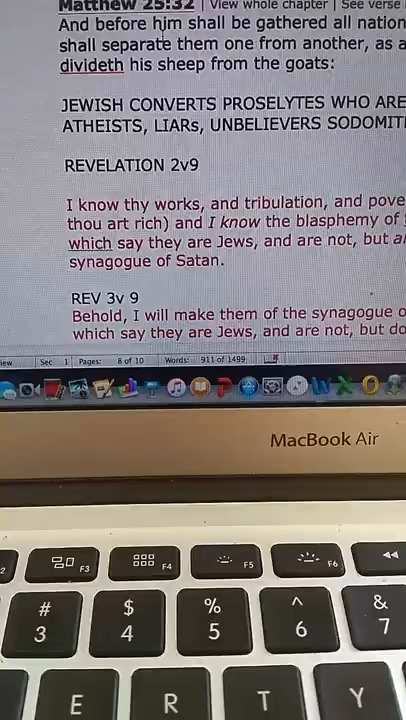 Matthew 25:32 | View whole chapter | See verse
And before him shall be gathered all nation
shall separate them one from another, as a
divideth his sheep from the goats:
JEWISH CONVERTS PROSELYTES WHO ARE
ATHEISTS, LIARs, UNBELIEVERS SODOMIT
REVELATION 2v9
I know thy works, and tribulation, and pove
thou art rich) and I know the blasphemy of
which say they are Jews, and are not, but a
synagogue of Satan.
REV 3v 9
Behold, I will make them of the synagogue o
which say they are Jews, and are not, but do
iew Sec 1 Pages: 8 of 10 Words: 911 of 1499
MacBook Air
2 F3 F4 F5 F6
# $ % ^ &
3 4 5 6 7
E R T Y